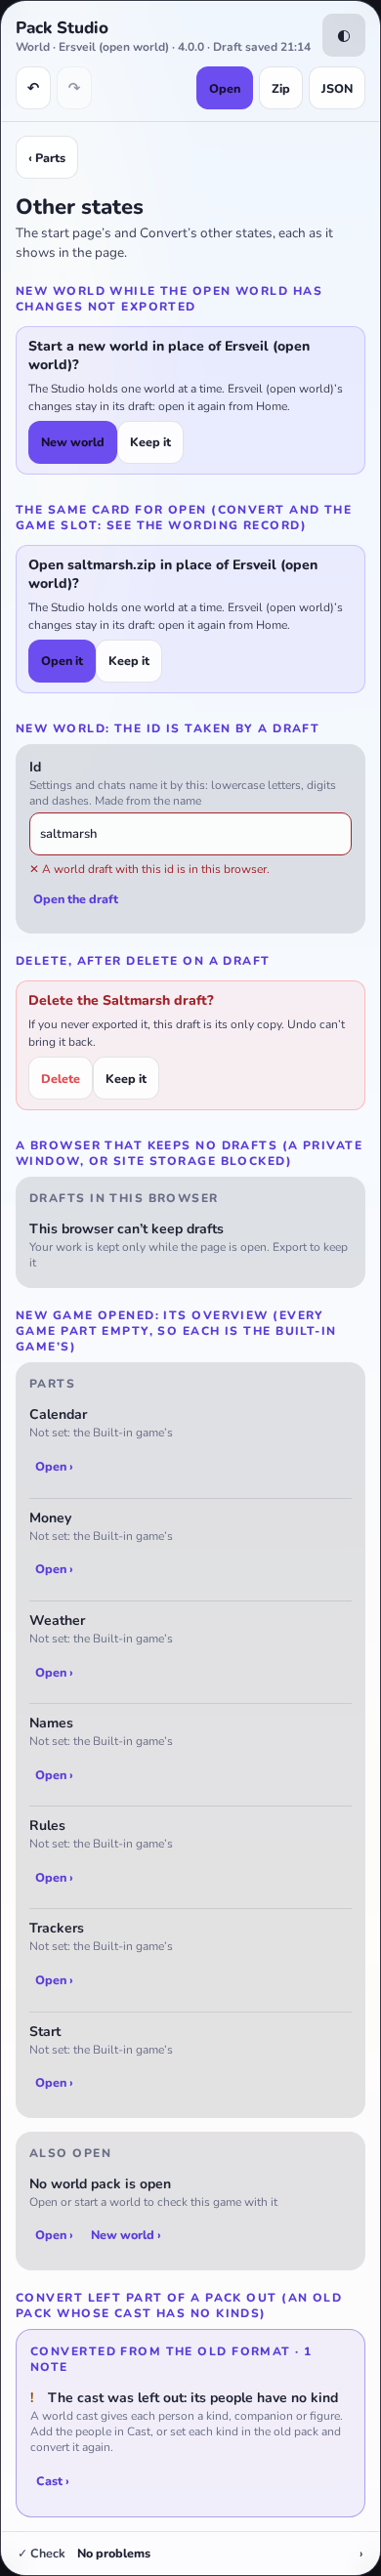 Pack Studio
World · Ersveil (open world) · 4.0.0 · Draft saved 21:14
Open Zip JSON
‹ Parts
Other states
The start page’s and Convert’s other states, each as it
shows in the page.
NEW WORLD WHILE THE OPEN WORLD HAS
CHANGES NOT EXPORTED
Start a new world in place of Ersveil (open
world)?
The Studio holds one world at a time. Ersveil (open world)’s
changes stay in its draft: open it again from Home.
New world Keep it
THE SAME CARD FOR OPEN (CONVERT AND THE
GAME SLOT: SEE THE WORDING RECORD)
Open saltmarsh.zip in place of Ersveil (open
world)?
The Studio holds one world at a time. Ersveil (open world)’s
changes stay in its draft: open it again from Home.
Open it Keep it
NEW WORLD: THE ID IS TAKEN BY A DRAFT
Id
Settings and chats name it by this: lowercase letters, digits
and dashes. Made from the name
saltmarsh
✕ A world draft with this id is in this browser.
Open the draft
DELETE, AFTER DELETE ON A DRAFT
Delete the Saltmarsh draft?
If you never exported it, this draft is its only copy. Undo can’t
bring it back.
Delete Keep it
A BROWSER THAT KEEPS NO DRAFTS (A PRIVATE
WINDOW, OR SITE STORAGE BLOCKED)
DRAFTS IN THIS BROWSER
This browser can’t keep drafts
Your work is kept only while the page is open. Export to keep
it
NEW GAME OPENED: ITS OVERVIEW (EVERY
GAME PART EMPTY, SO EACH IS THE BUILT-IN
GAME’S)
PARTS
Calendar
Not set: the Built-in game’s
Open ›
Money
Not set: the Built-in game’s
Open ›
Weather
Not set: the Built-in game’s
Open ›
Names
Not set: the Built-in game’s
Open ›
Rules
Not set: the Built-in game’s
Open ›
Trackers
Not set: the Built-in game’s
Open ›
Start
Not set: the Built-in game’s
Open ›
ALSO OPEN
No world pack is open
Open or start a world to check this game with it
Open › New world ›
CONVERT LEFT PART OF A PACK OUT (AN OLD
PACK WHOSE CAST HAS NO KINDS)
CONVERTED FROM THE OLD FORMAT · 1
NOTE
! The cast was left out: its people have no kind
A world cast gives each person a kind, companion or figure.
Add the people in Cast, or set each kind in the old pack and
convert it again.
Cast ›
✓ Check No problems ›